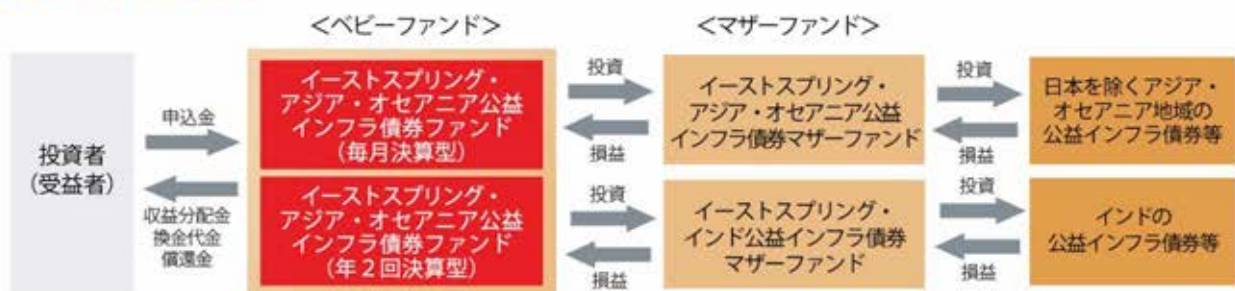 <ベビーファンド>
<マザーファンド>
投資者
(受益者)
申込金
収益分配金
換金代金
償還金
イーストスプリング・
アジア・オセアニア公益
インフラ債券ファンド
(毎月決算型)
イーストスプリング・
アジア・オセアニア公益
インフラ債券ファンド
(年2回決算型)
投資
損益
投資
損益
イーストスプリング・
アジア・オセアニア公益
インフラ債券マザーファンド
イーストスプリング・
インド公益インフラ債券
マザーファンド
投資
損益
投資
損益
日本を除くアジア・
オセアニア地域の
公益インフラ債券等
インドの
公益インフラ債券等